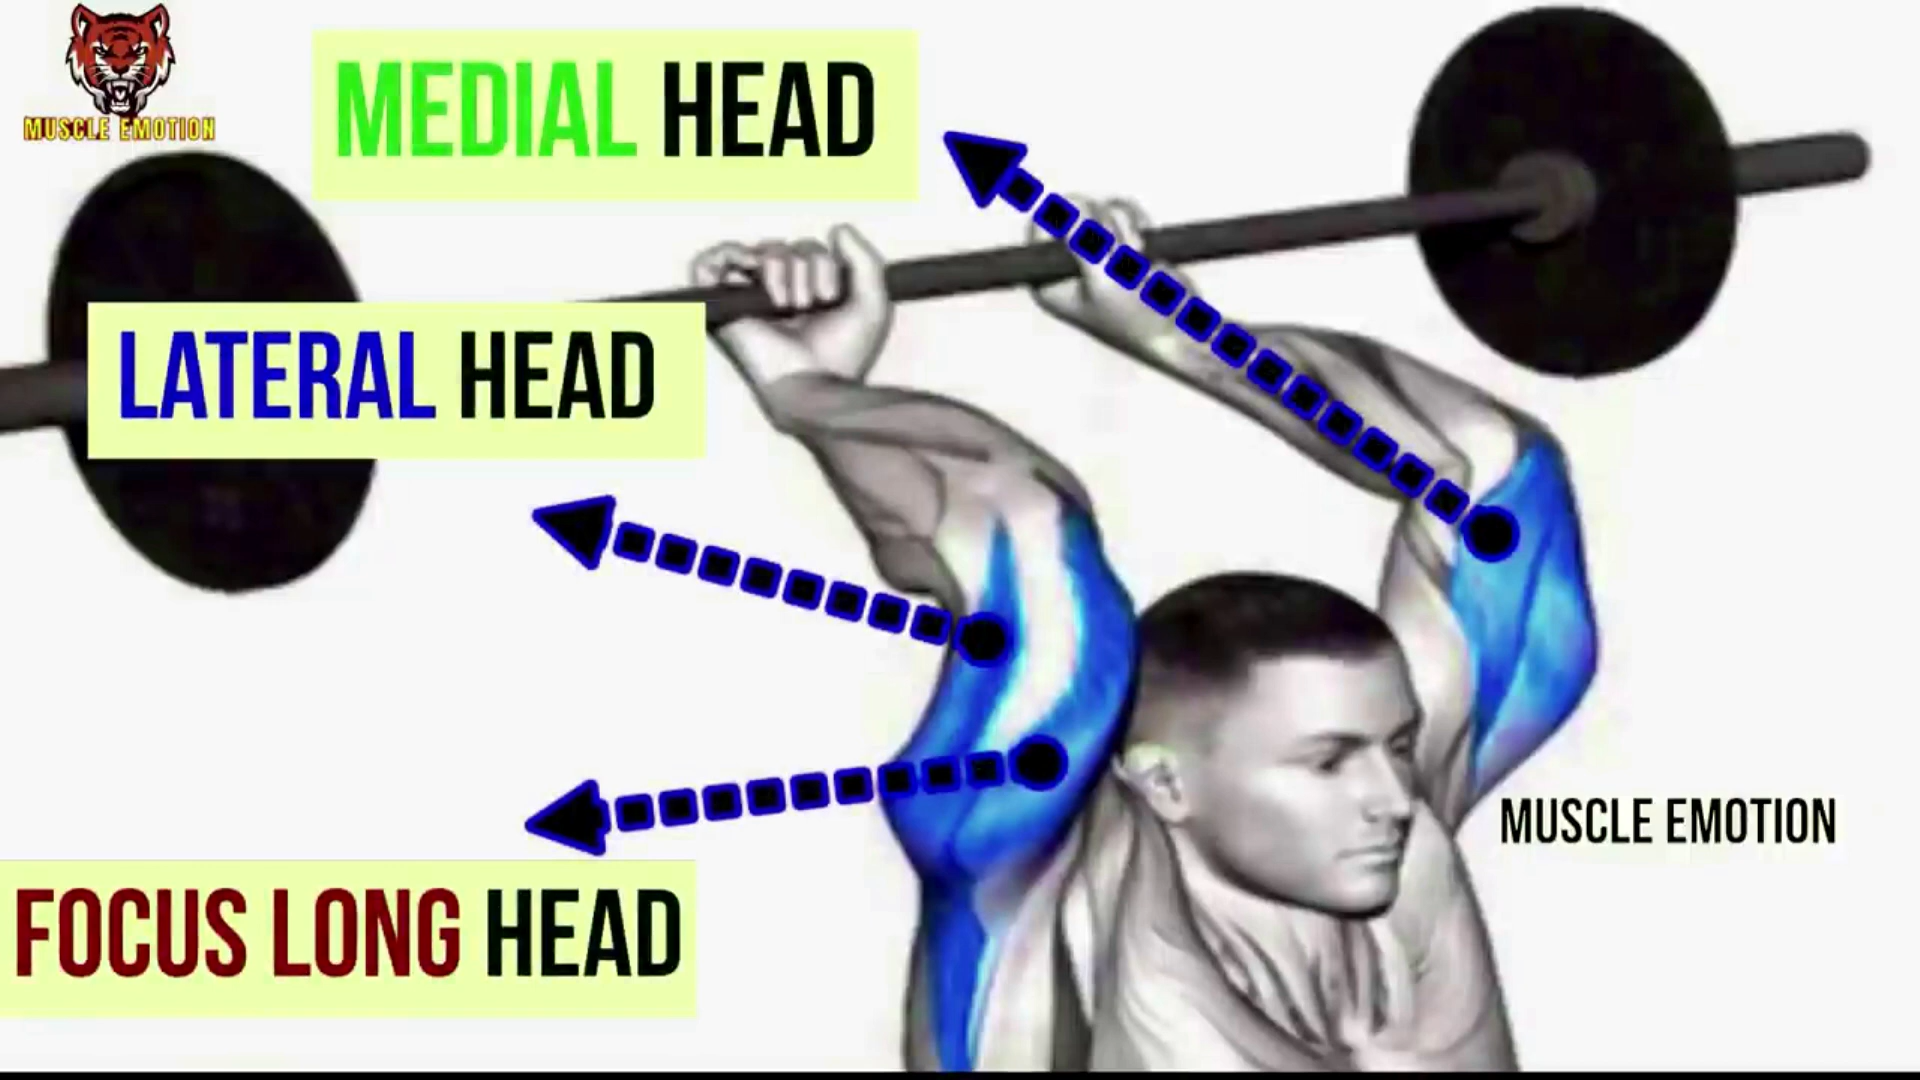 MUSCLE EMOTION
MEDIAL HEAD
LATERAL HEAD
MUSCLE EMOTION
FOCUS LONG HEAD